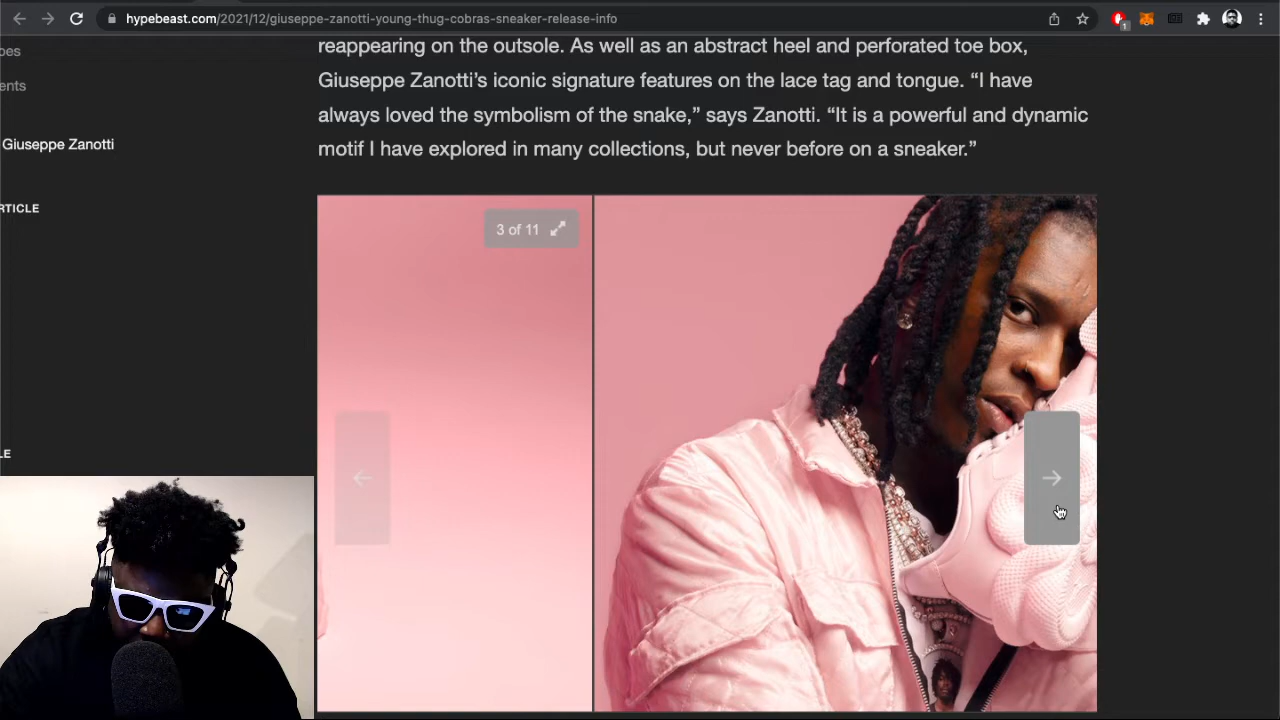 hypebeast.com/2021/12/giuseppe-zanotti-young-thug-cobras-sneaker-release-info
1
pes
ents
Giuseppe Zanotti
RTICLE
LE
reappearing on the outsole. As well as an abstract heel and perforated toe box,
Giuseppe Zanotti’s iconic signature features on the lace tag and tongue. “I have
always loved the symbolism of the snake,” says Zanotti. “It is a powerful and dynamic
motif I have explored in many collections, but never before on a sneaker.”
3 of 11